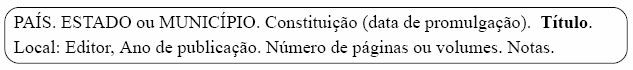 PAÍS. ESTADO ou MUNICÍPIO. Constituição (data de promulgação). Título.
Local: Editor, Ano de publicação. Número de páginas ou volumes. Notas.